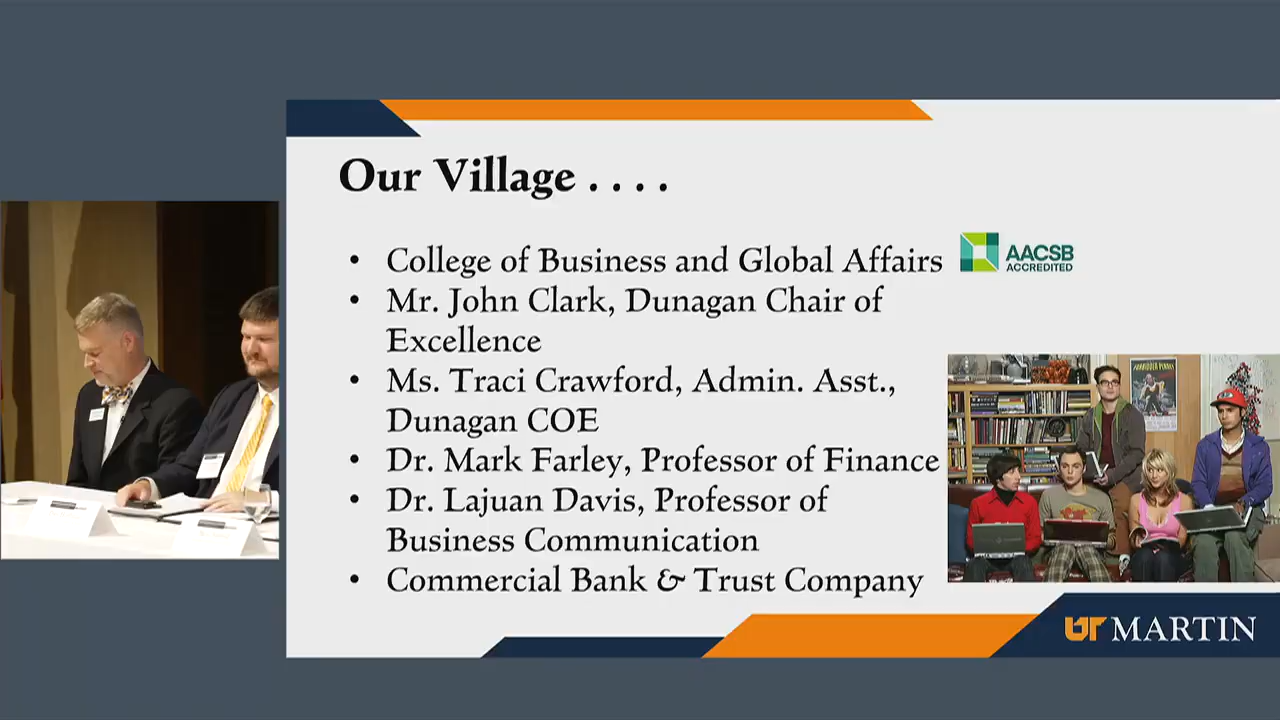 Our Village . . . .
• College of Business and Global Affairs
AACSB
ACCREDITED
• Mr. John Clark, Dunagan Chair of
Excellence
• Ms. Traci Crawford, Admin. Asst.,
Dunagan COE
• Dr. Mark Farley, Professor of Finance
• Dr. Lajuan Davis, Professor of
Business Communication
• Commercial Bank & Trust Company
FORBIDDEN PLANET
UT MARTIN